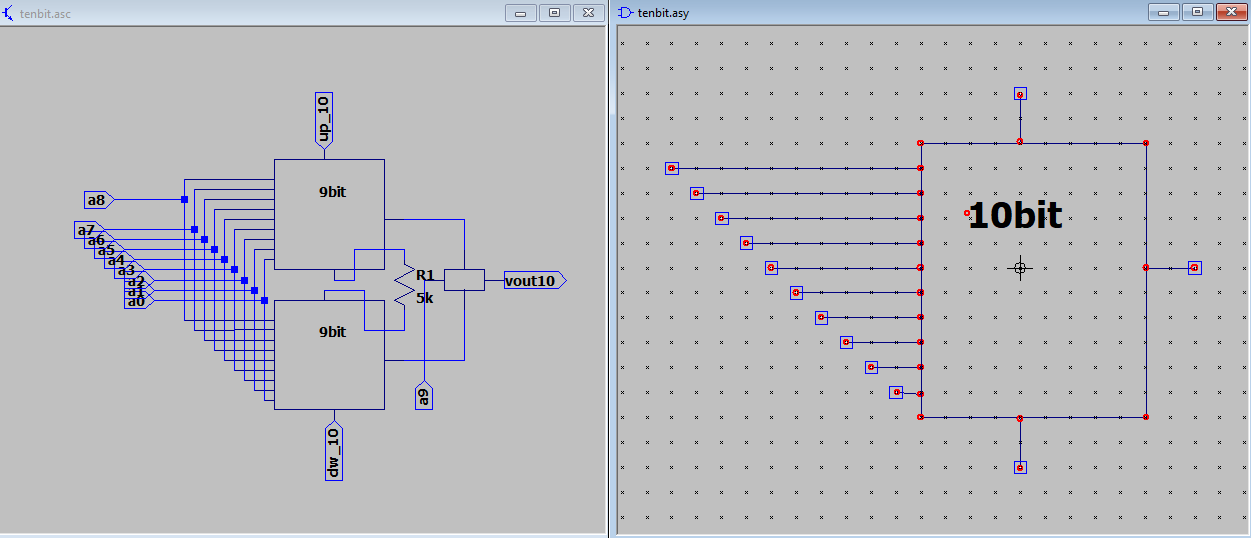 tenbit.asc
up_10
9bit
a8
a7
a6
a5
a4
a3
a2
a1
a0
R1
5k
vout10
9bit
a9
dw_10
tenbit.asy
10bit